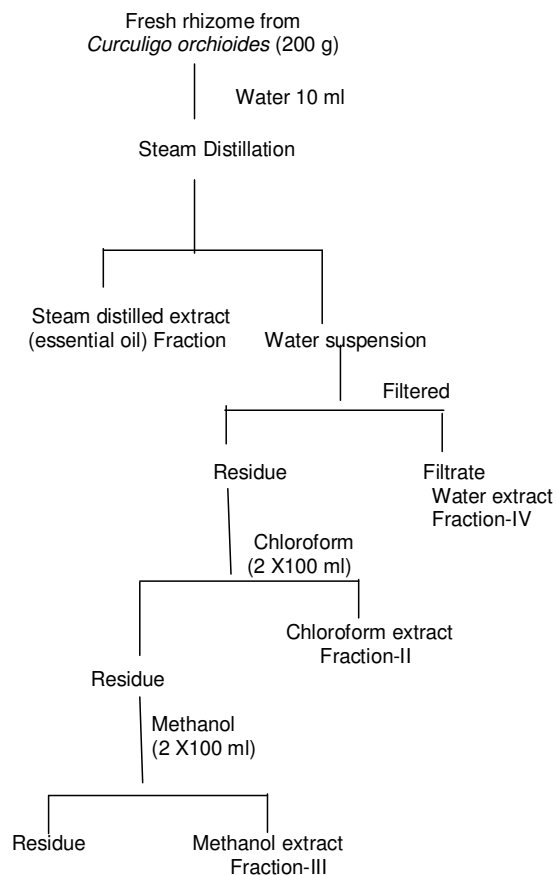 Fresh rhizome from
Curculigo orchioides (200 g)
Water 10 ml
Steam Distillation
Steam distilled extract
(essential oil) Fraction
Water suspension
Filtered
Residue
Filtrate
Water extract
Fraction-IV
Chloroform
(2 X100 ml)
Chloroform extract
Fraction-II
Residue
Methanol
(2 X100 ml)
Residue
Methanol extract
Fraction-III